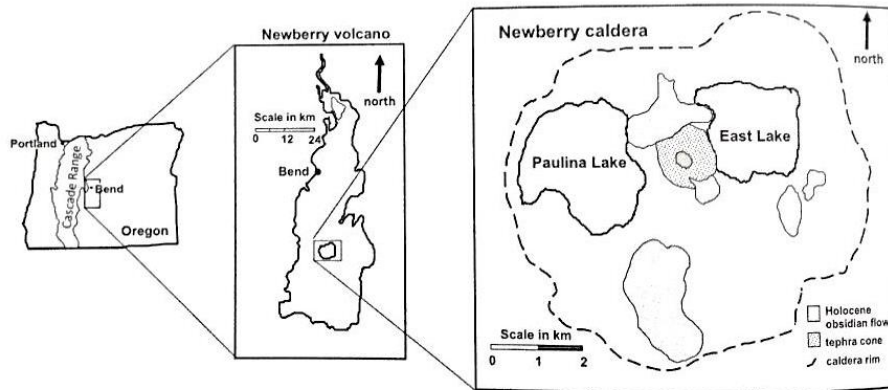 Portland
Cascade Range
Bend
Oregon
Newberry volcano
north
Scale in km
0 12 24
Bend
Newberry caldera
north
Paulina Lake
East Lake
Scale in km
0 1 2
Holocene
obsidian flow
tephra cone
caldera rim